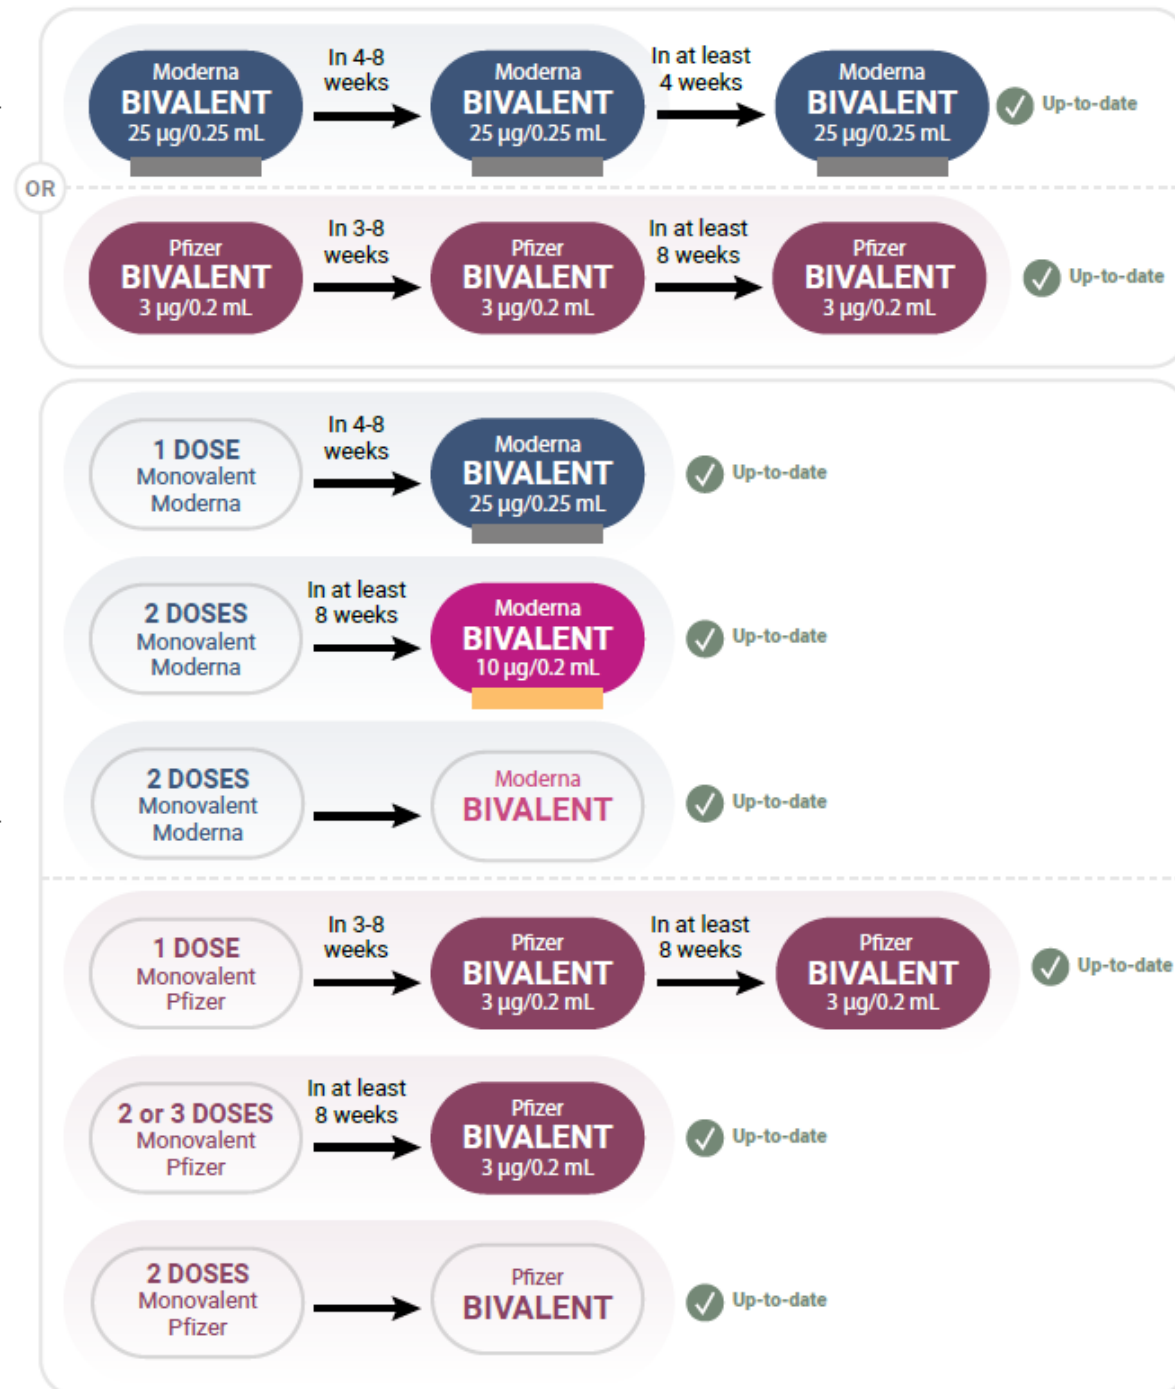 Moderna
BIVALENT
25 µg/0.25 mL
In 4-8
weeks
Moderna
BIVALENT
25 µg/0.25 mL
In at least
4 weeks
Moderna
BIVALENT
25 µg/0.25 mL
Up-to-date
OR
Pfizer
BIVALENT
3 µg/0.2 mL
In 3-8
weeks
Pfizer
BIVALENT
3 µg/0.2 mL
In at least
8 weeks
Pfizer
BIVALENT
3 µg/0.2 mL
Up-to-date
1 DOSE
Monovalent
Moderna
In 4-8
weeks
Moderna
BIVALENT
25 µg/0.25 mL
Up-to-date
2 DOSES
Monovalent
Moderna
In at least
8 weeks
Moderna
BIVALENT
10 µg/0.2 mL
Up-to-date
2 DOSES
Monovalent
Moderna
Moderna
BIVALENT
Up-to-date
1 DOSE
Monovalent
Pfizer
In 3-8
weeks
Pfizer
BIVALENT
3 µg/0.2 mL
In at least
8 weeks
Pfizer
BIVALENT
3 µg/0.2 mL
Up-to-date
2 or 3 DOSES
Monovalent
Pfizer
In at least
8 weeks
Pfizer
BIVALENT
3 µg/0.2 mL
Up-to-date
2 DOSES
Monovalent
Pfizer
Pfizer
BIVALENT
Up-to-date